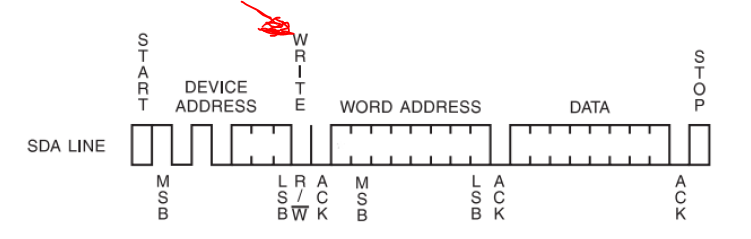 START
DEVICE ADDRESS
WRITE
WORD ADDRESS
DATA
STOP
SDA LINE
MSB
LSB
R/W̅
ACK
MSB
LSB
ACK
ACK